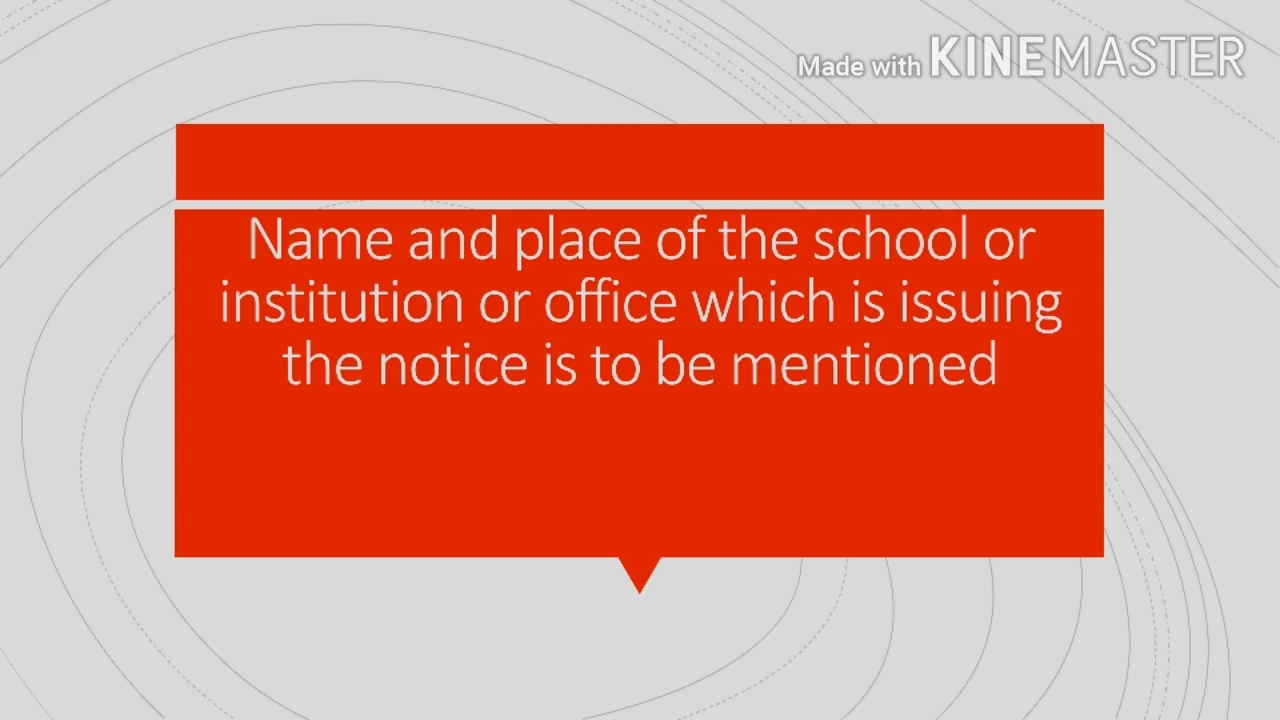 Made with KINEMASTER
Name and place of the school or
institution or office which is issuing
the notice is to be mentioned